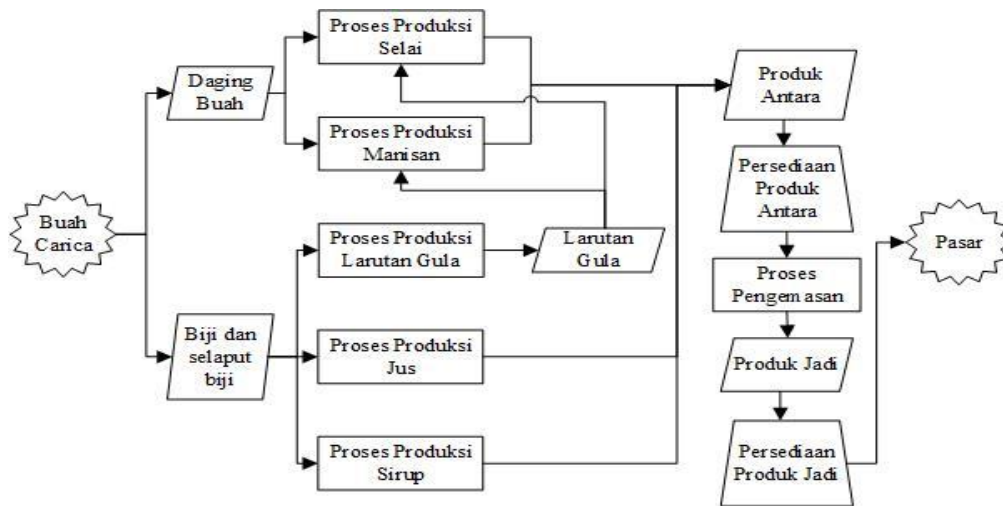 Buah
Carica
Daging
Buah
Biji dan
selaput
biji
Proses Produksi
Selai
Proses Produksi
Manisan
Proses Produksi
Larutan Gula
Proses Produksi
Jus
Proses Produksi
Sirup
Larutan
Gula
Produk
Antara
Persediaan
Produk
Antara
Proses
Pengemasan
Produk Jadi
Persediaan
Produk Jadi
Pasar